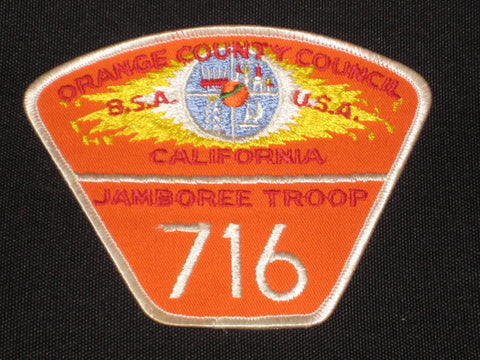 ORANGE COUNTY COUNCIL
B.S.A. U.S.A.
CALIFORNIA
JAMBOREE TROOP
716